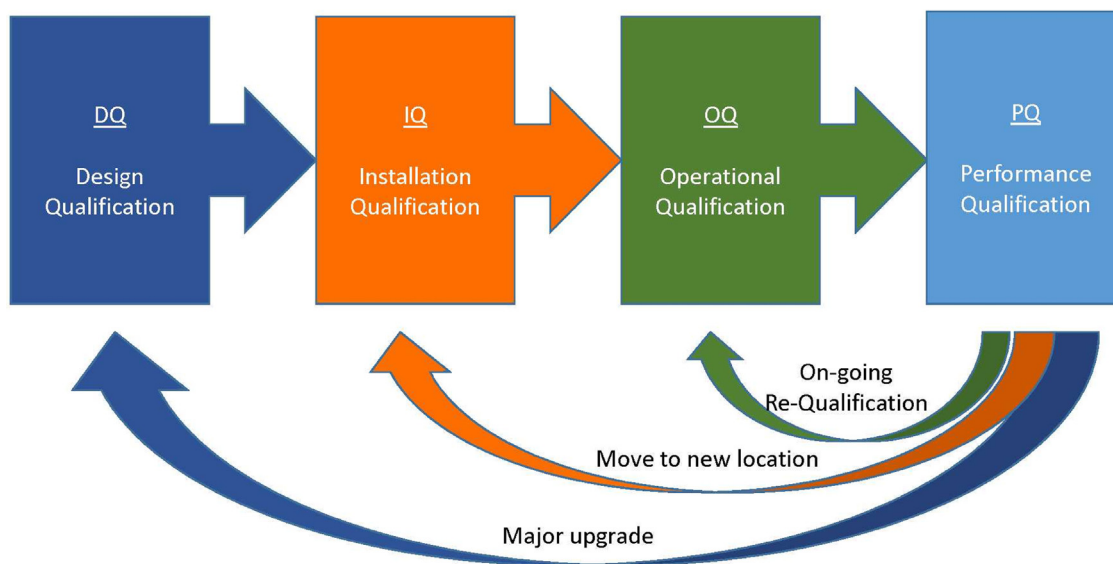 DQ
Design
Qualification
IQ
Installation
Qualification
OQ
Operational
Qualification
PQ
Performance
Qualification
On-going
Re-Qualification
Move to new location
Major upgrade